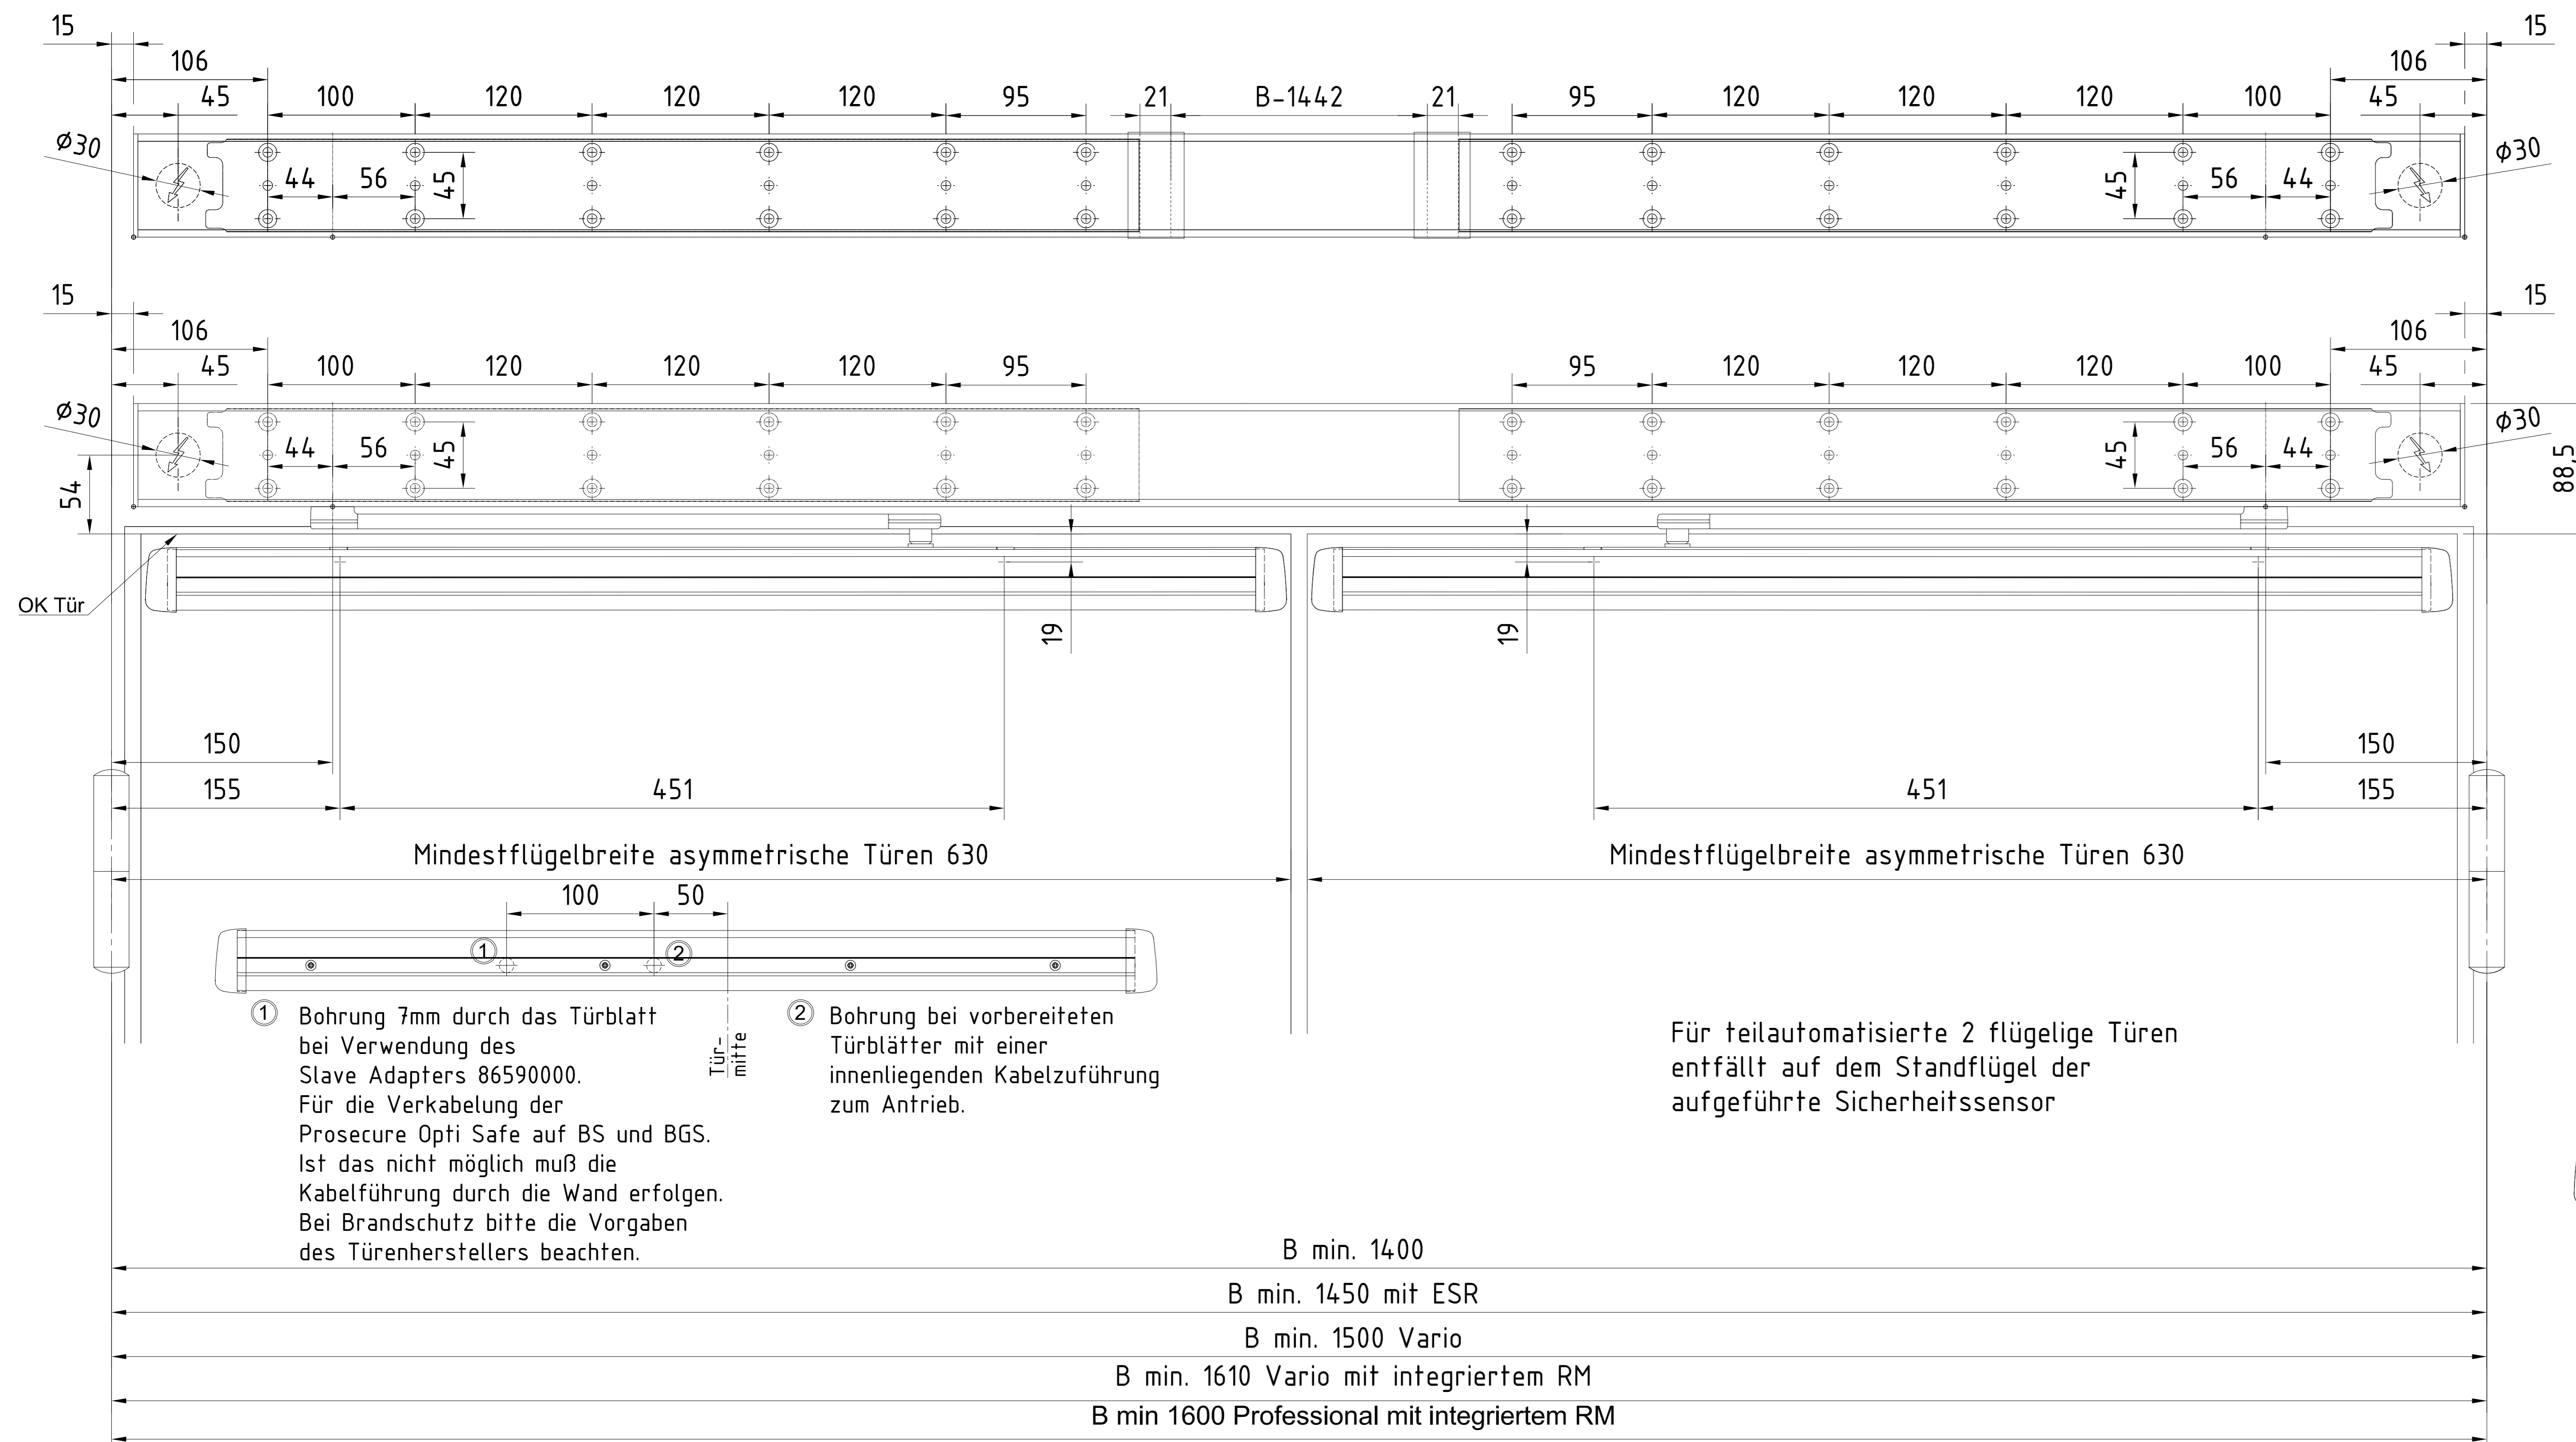 15
15
106
106
45
100
120
120
120
95
21
B-1442
21
95
120
120
120
100
45
Ø30
44
56
45
45
56
44
Ø30
15
15
106
106
45
100
120
120
120
95
95
120
120
120
100
45
Ø30
44
56
45
45
56
44
Ø30
54
88,5
OK Tür
19
19
150
150
155
451
451
155
Mindestflügelbreite asymmetrische Türen 630
Mindestflügelbreite asymmetrische Türen 630
100
50
1
2
Tür-
mitte
1 Bohrung 7mm durch das Türblatt
bei Verwendung des
Slave Adapters 86590000.
Für die Verkabelung der
Prosecure Opti Safe auf BS und BGS.
Ist das nicht möglich muß die
Kabelführung durch die Wand erfolgen.
Bei Brandschutz bitte die Vorgaben
des Türenherstellers beachten.
2 Bohrung bei vorbereiteten
Türblätter mit einer
innenliegenden Kabelzuführung
zum Antrieb.
Für teilautomatisierte 2 flügelige Türen
entfällt auf dem Standflügel der
aufgeführte Sicherheitssensor
B min. 1400
B min. 1450 mit ESR
B min. 1500 Vario
B min. 1610 Vario mit integriertem RM
B min 1600 Professional mit integriertem RM